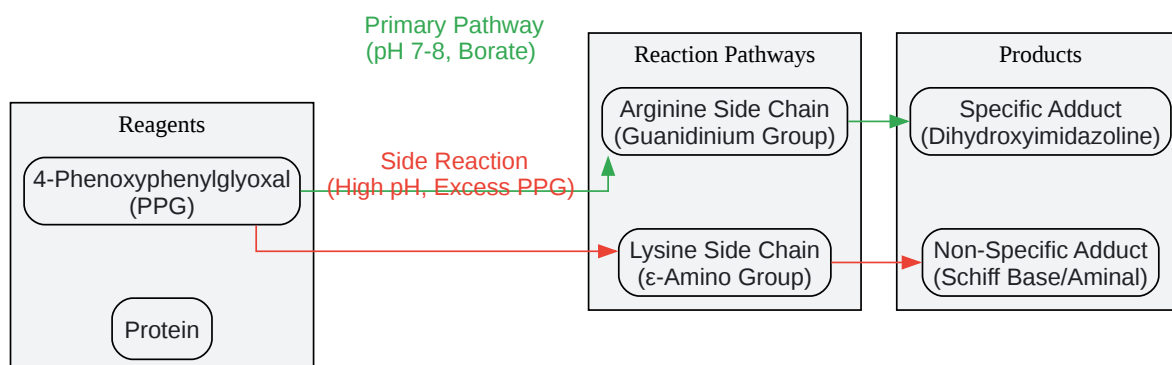 Primary Pathway
(pH 7-8, Borate)
Reagents
4-Phenoxyphenylglyoxal
(PPG)
Protein
Side Reaction
(High pH, Excess PPG)
Reaction Pathways
Arginine Side Chain
(Guanidinium Group)
Lysine Side Chain
(ε-Amino Group)
Products
Specific Adduct
(Dihydroxyimidazoline)
Non-Specific Adduct
(Schiff Base/Aminal)